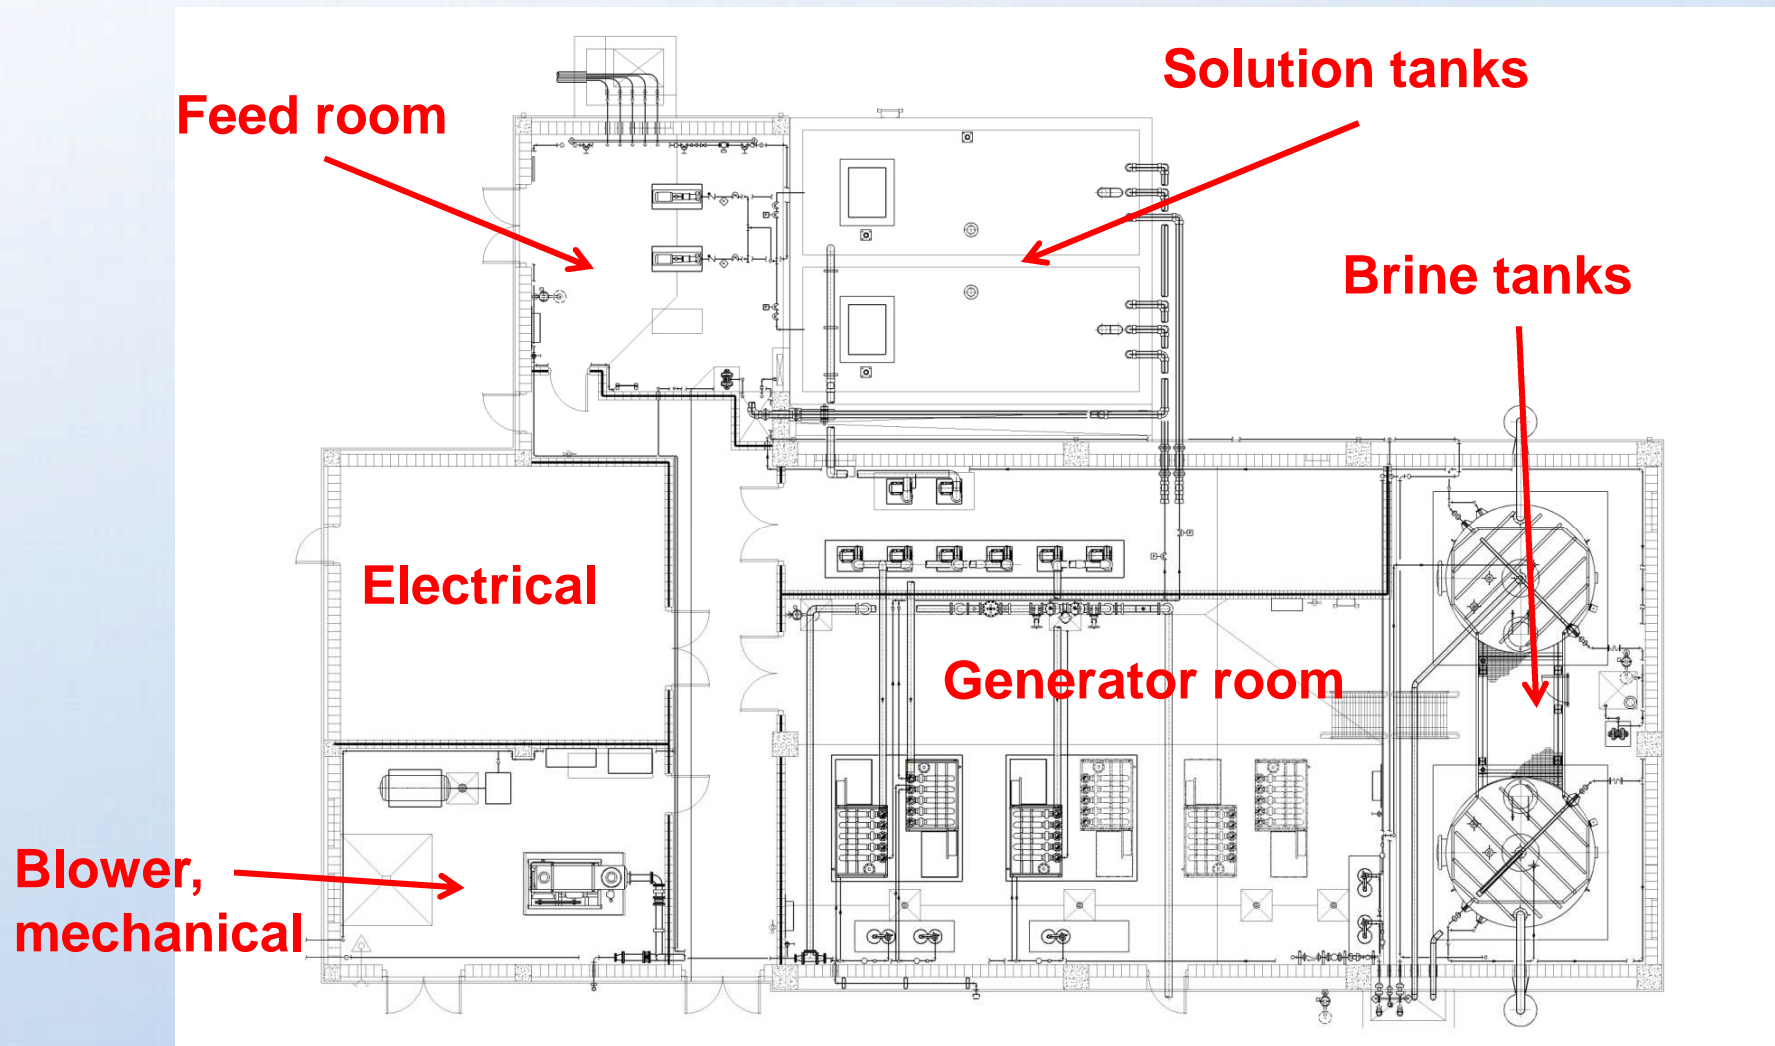 Solution tanks
Feed room
Brine tanks
Electrical
Generator room
Blower,
mechanical